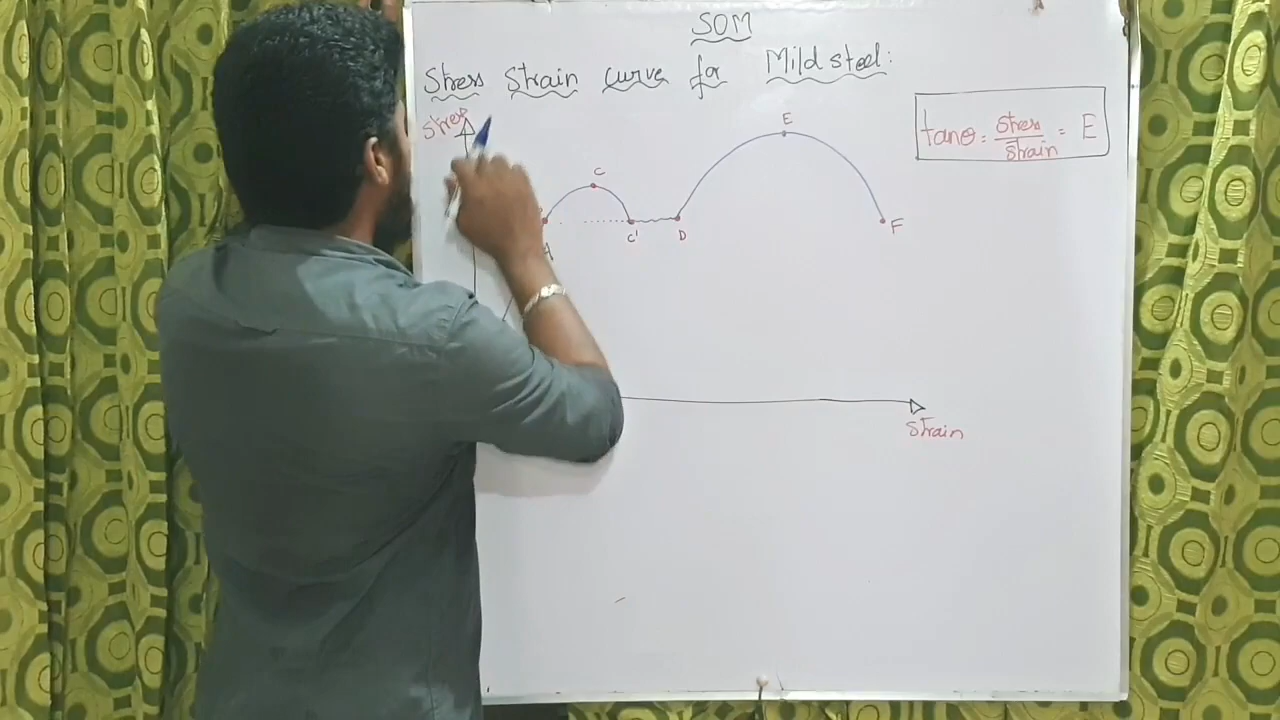 SOM
Stress Strain curve for Mild steel:
Stress
tanθ = stress / strain = E
E
C
C'
D
F
A
Strain